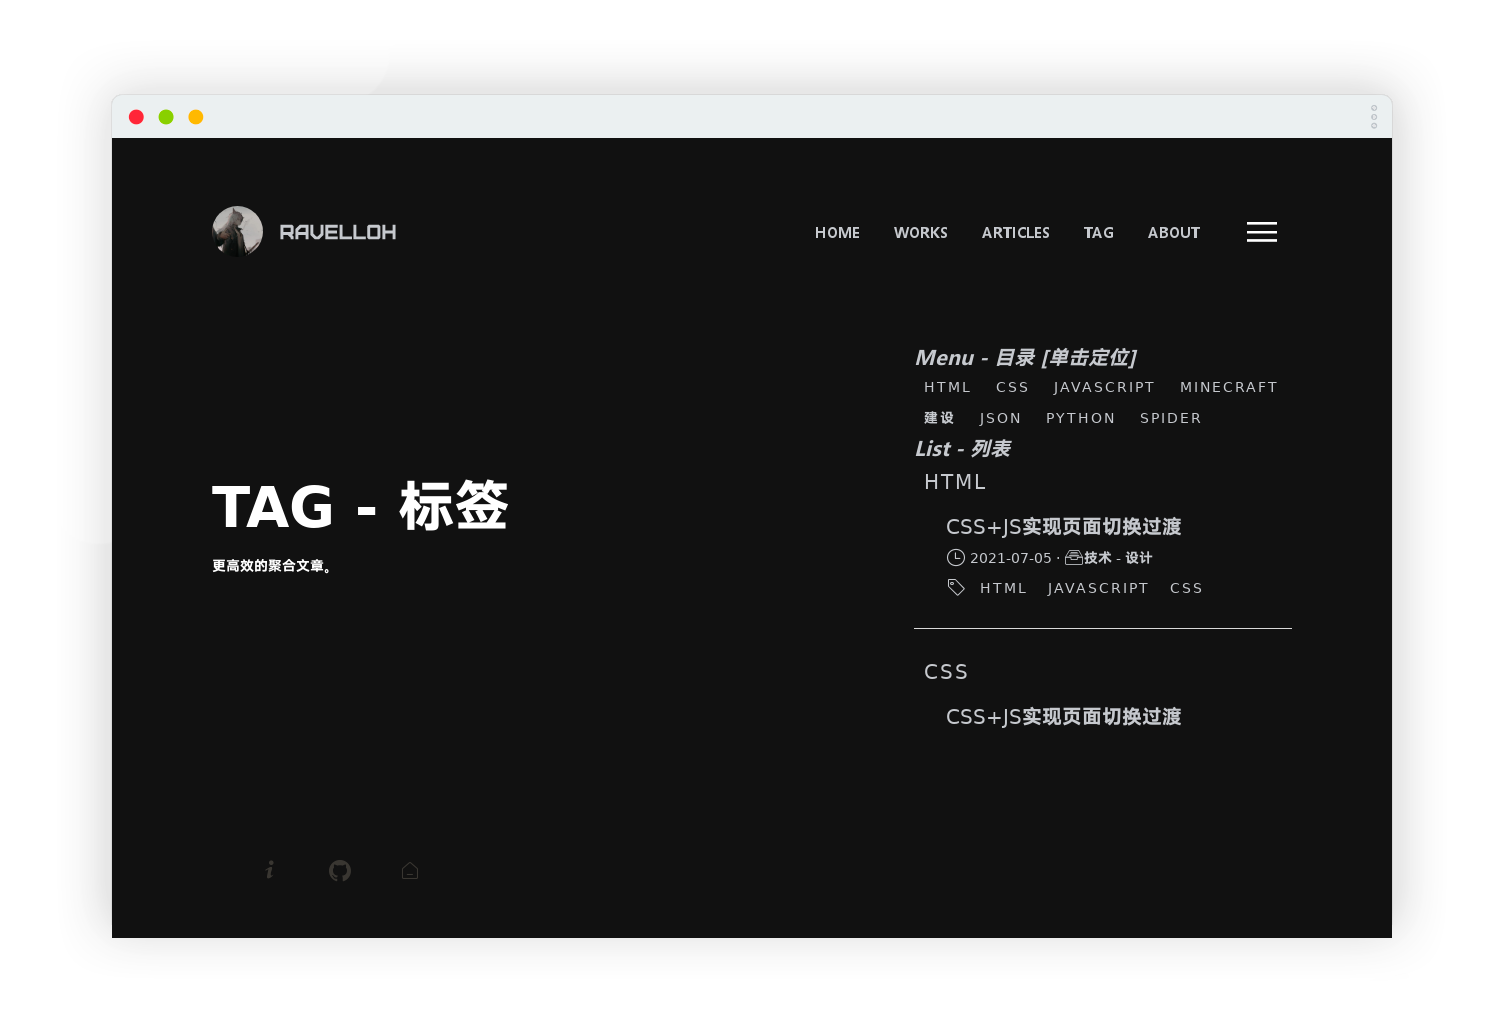 RAVELLOH
HOME WORKS ARTICLES TAG ABOUT
TAG - 标签
更高效的聚合文章。
Menu - 目录 [单击定位]
HTML CSS JAVASCRIPT MINECRAFT
建设 JSON PYTHON SPIDER
List - 列表
HTML
CSS+JS实现页面切换过渡
2021-07-05 · 技术 - 设计
HTML JAVASCRIPT CSS
CSS
CSS+JS实现页面切换过渡